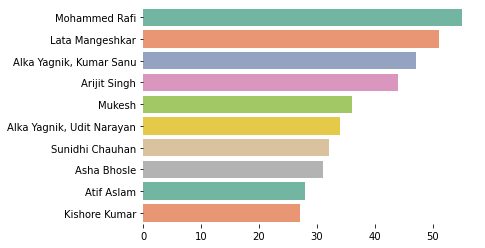 Mohammed Rafi
Lata Mangeshkar
Alka Yagnik, Kumar Sanu
Arijit Singh
Mukesh
Alka Yagnik, Udit Narayan
Sunidhi Chauhan
Asha Bhosle
Atif Aslam
Kishore Kumar
0 10 20 30 40 50